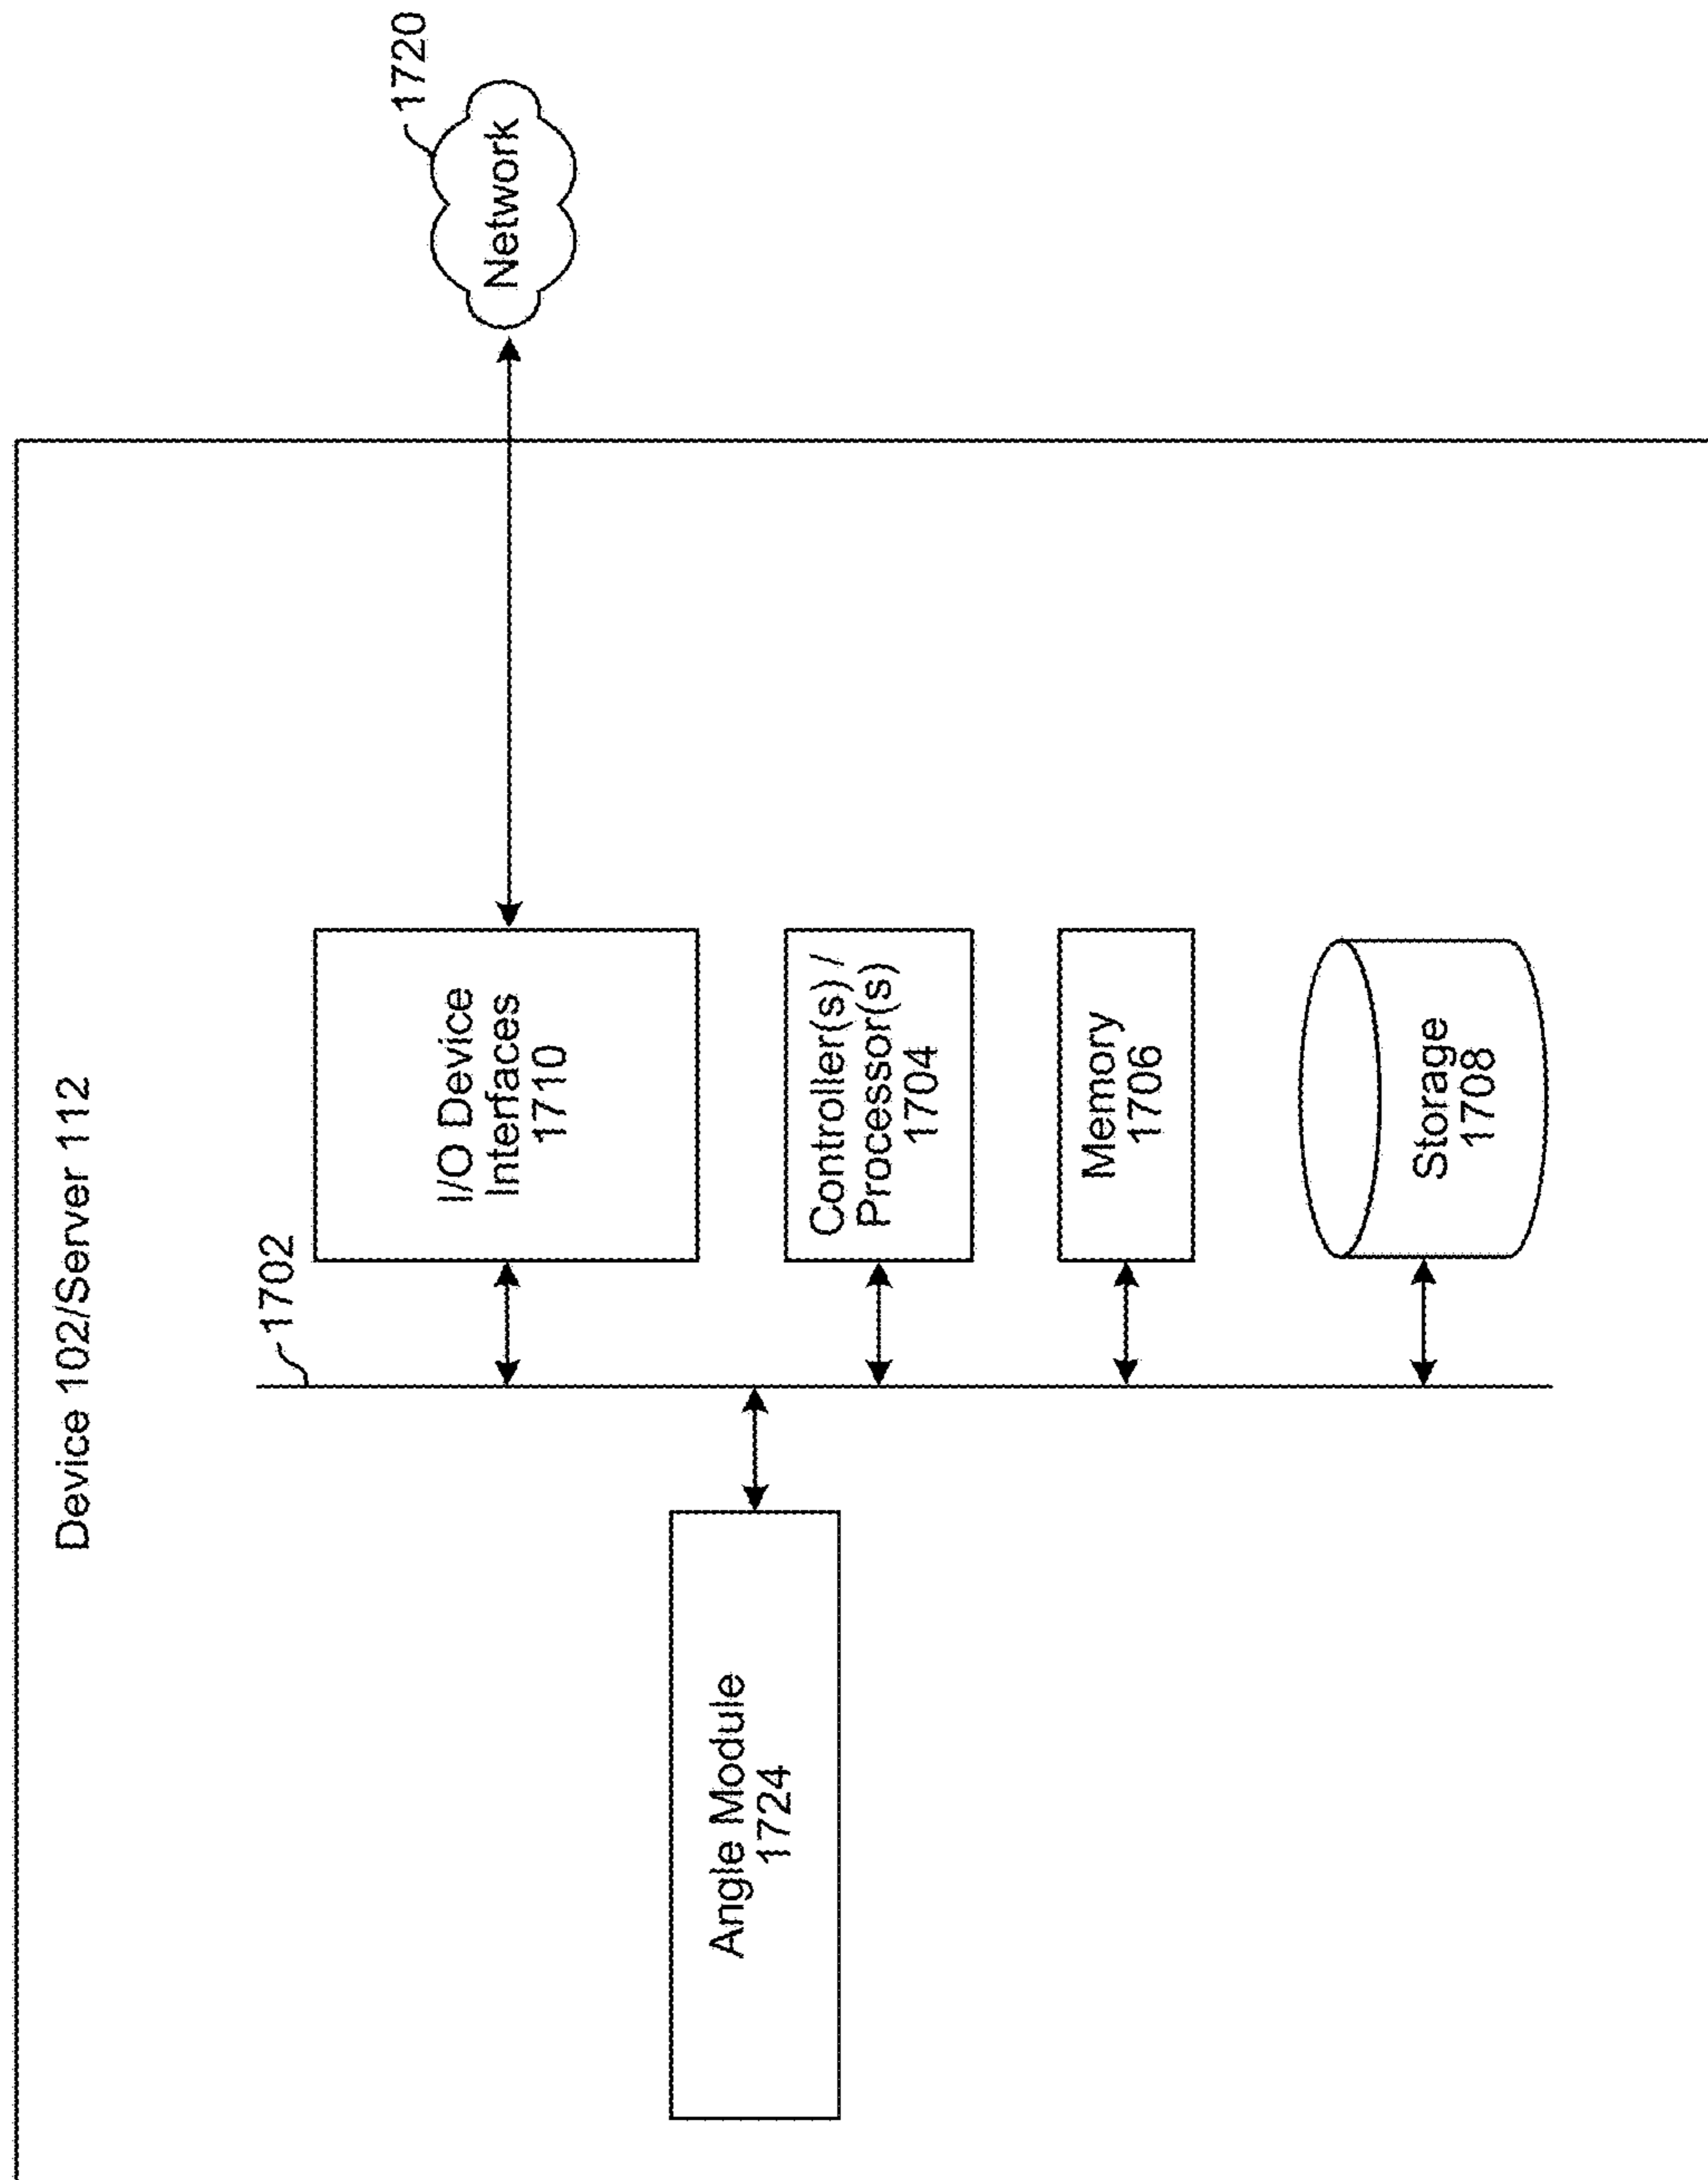 Device 102/Server 112
1702
I/O Device
Interfaces
1710
Network
1720
Angle Module
1724
Controller(s) /
Processor(s)
1704
Memory
1706
Storage
1708